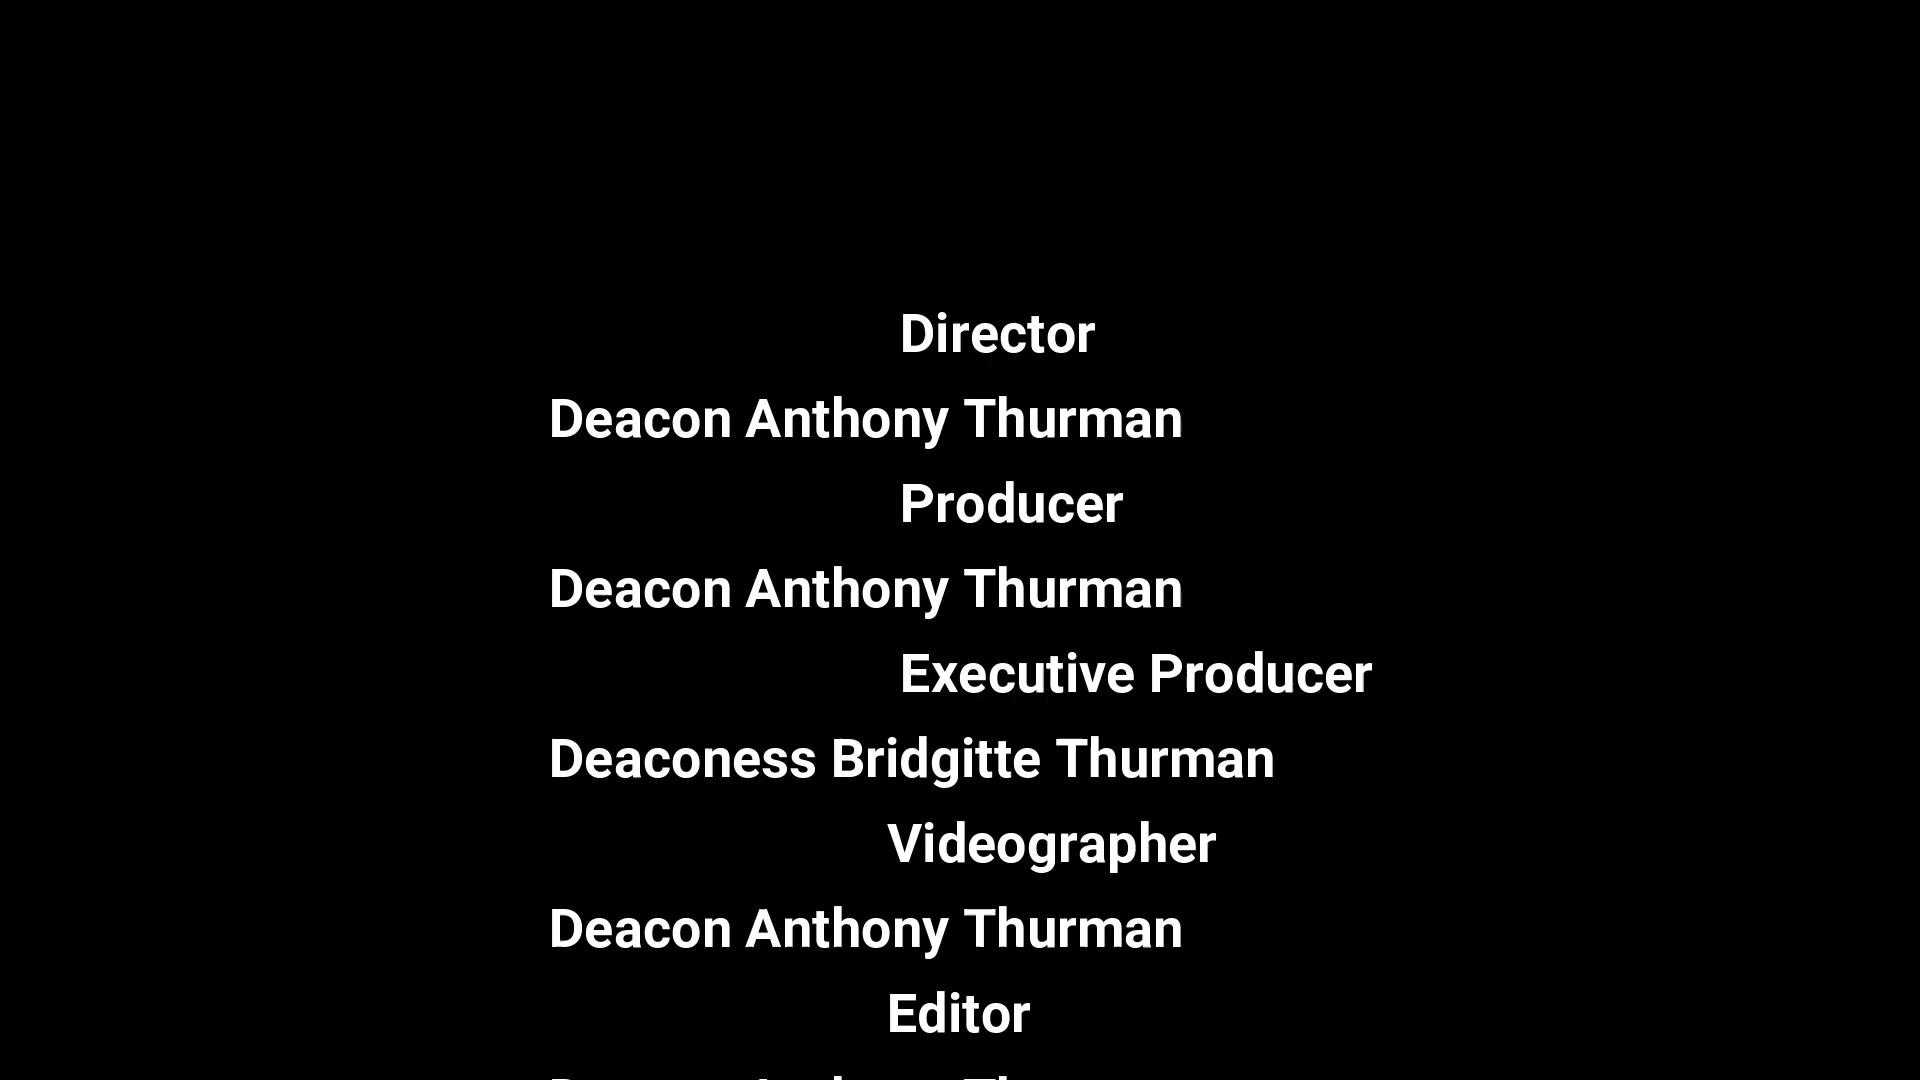 Director
Deacon Anthony Thurman
Producer
Deacon Anthony Thurman
Executive Producer
Deaconess Bridgitte Thurman
Videographer
Deacon Anthony Thurman
Editor